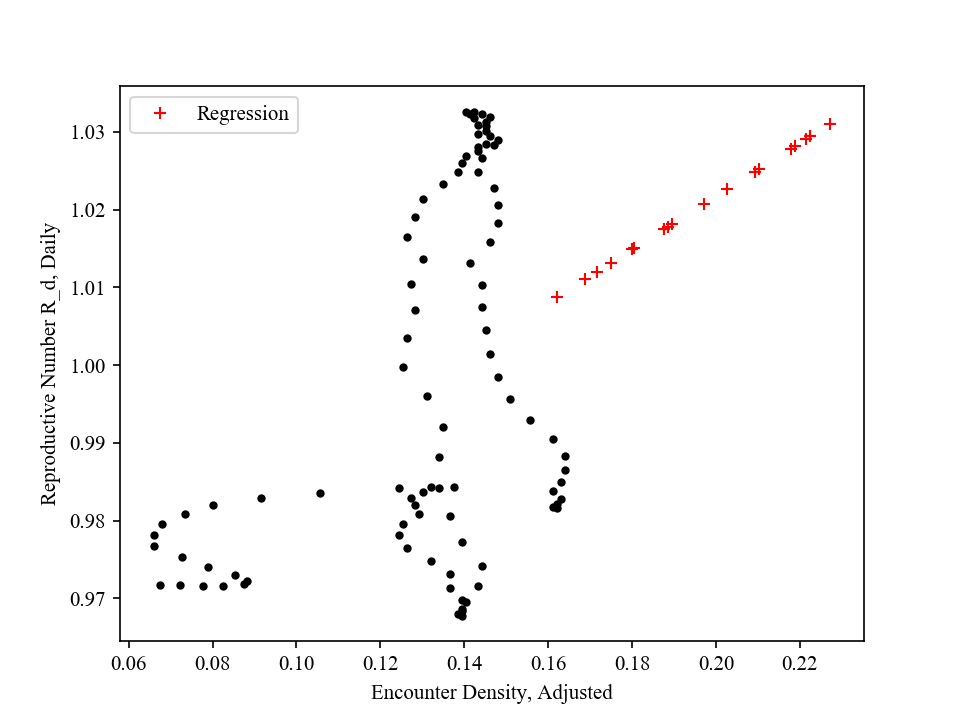 Regression
1.03
1.02
1.01
1.00
0.99
0.98
0.97
Reproductive Number R_d, Daily
0.06 0.08 0.10 0.12 0.14 0.16 0.18 0.20 0.22
Encounter Density, Adjusted